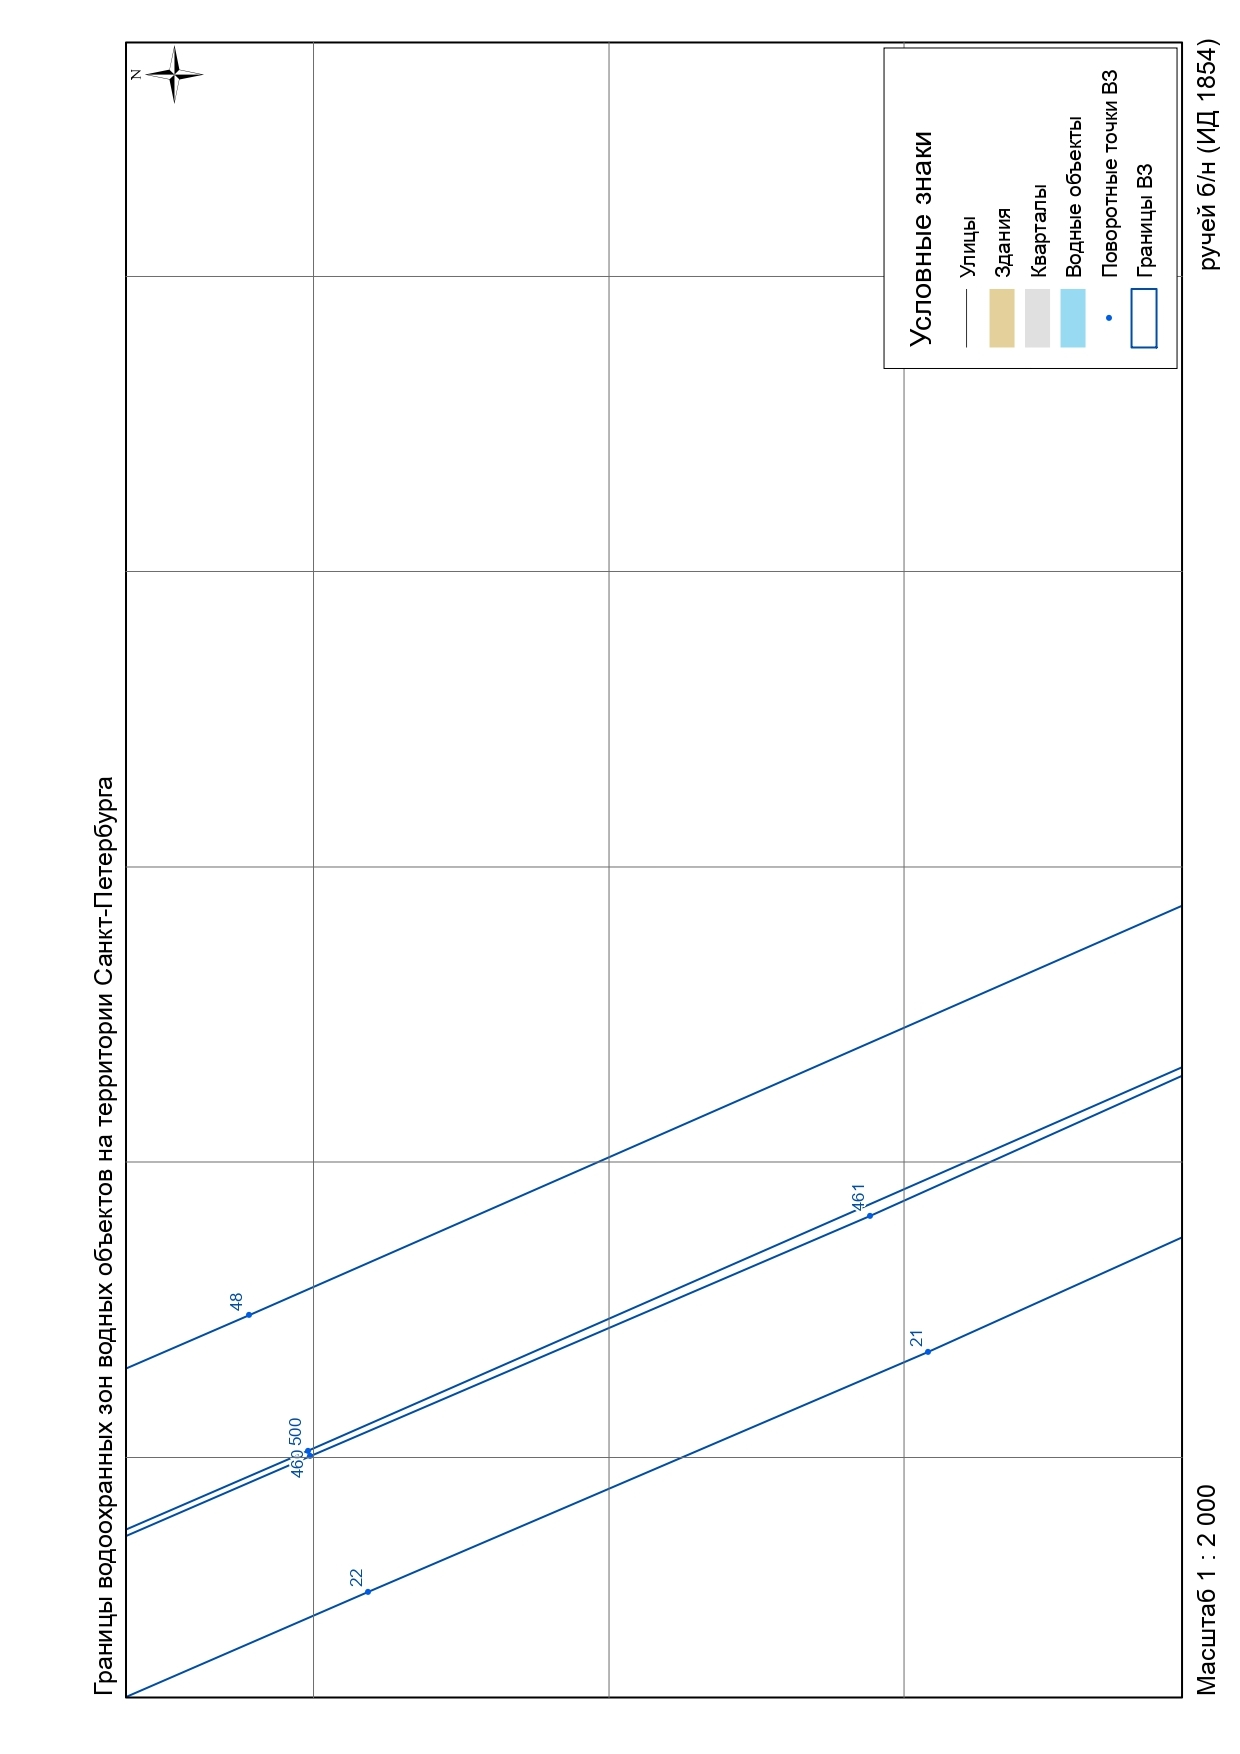 Границы водоохранных зон водных объектов на территории Санкт-Петербурга
N
22
460
500
48
21
461
Условные знаки
Улицы
Здания
Кварталы
Водные объекты
Поворотные точки ВЗ
Границы ВЗ
Масштаб 1 : 2 000
ручей б/н (ИД 1854)